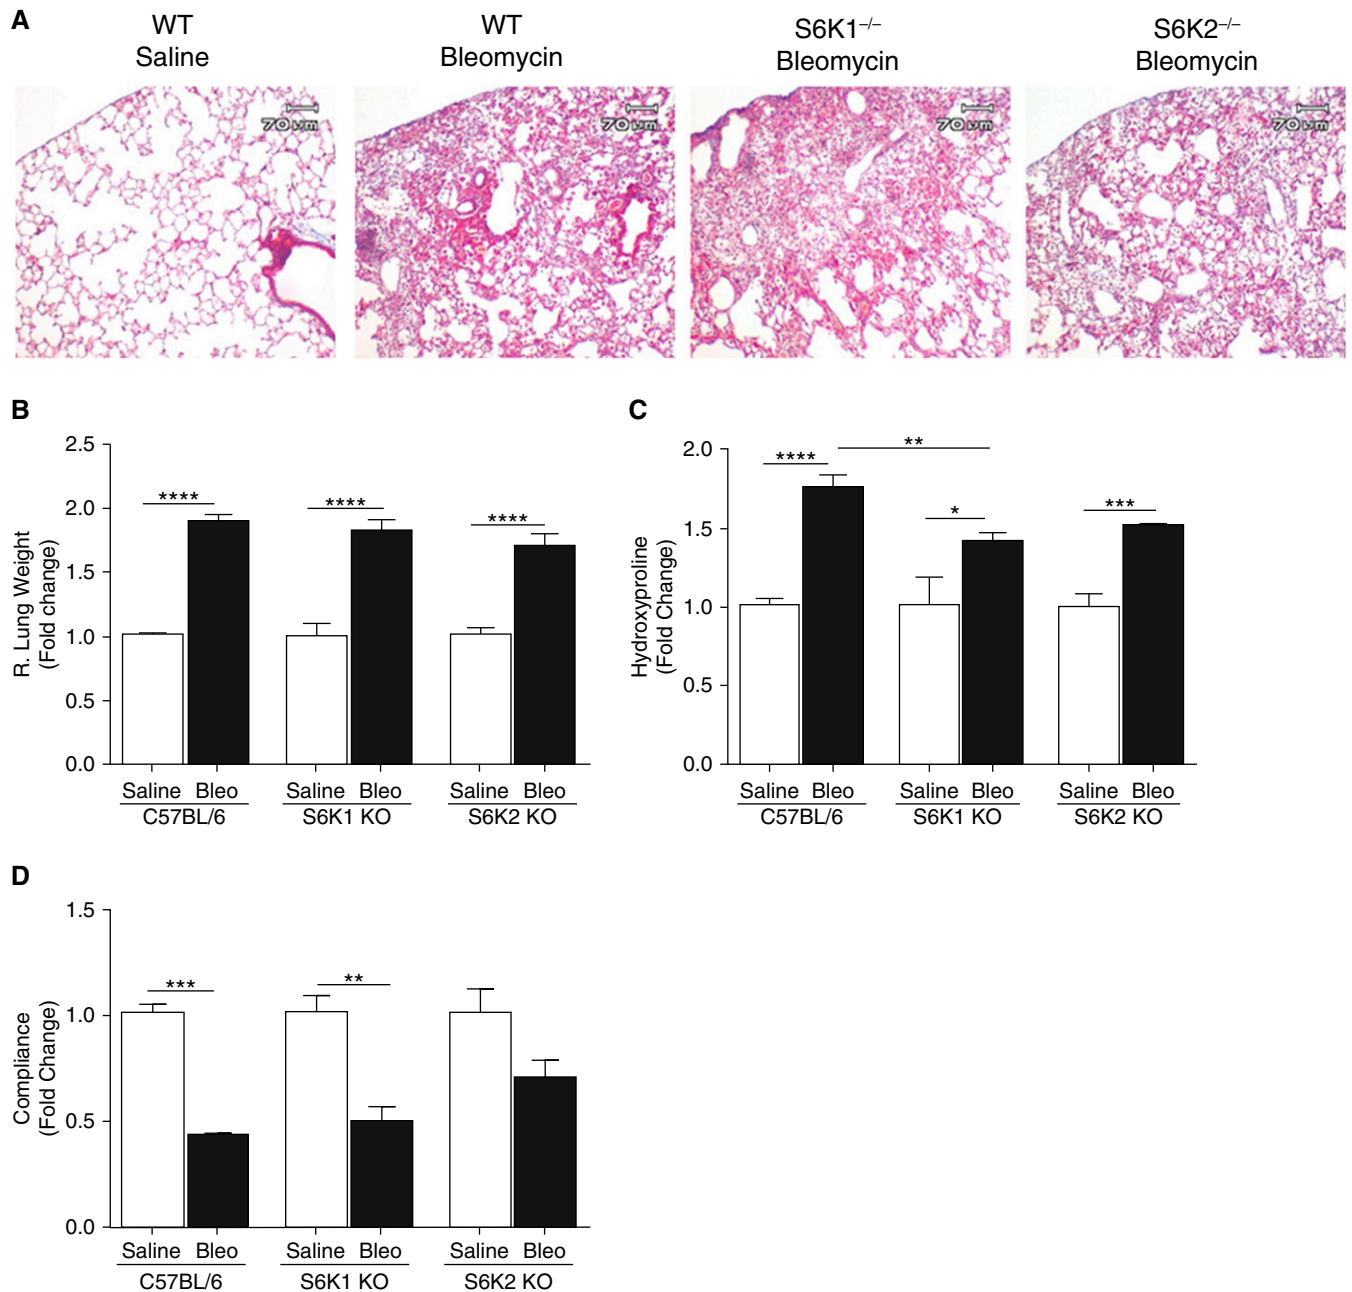 A
WT
Saline
WT
Bleomycin
S6K1–/–
Bleomycin
S6K2–/–
Bleomycin
70 µm
70 µm
70 µm
70 µm
B
R. Lung Weight
(Fold change)
2.5
2.0
1.5
1.0
0.5
0.0
****
****
****
Saline Bleo Saline Bleo Saline Bleo
C57BL/6 S6K1 KO S6K2 KO
C
Hydroxyproline
(Fold Change)
2.0
1.5
1.0
0.5
0.0
****
**
*
***
Saline Bleo Saline Bleo Saline Bleo
C57BL/6 S6K1 KO S6K2 KO
D
Compliance
(Fold Change)
1.5
1.0
0.5
0.0
***
**
Saline Bleo Saline Bleo Saline Bleo
C57BL/6 S6K1 KO S6K2 KO